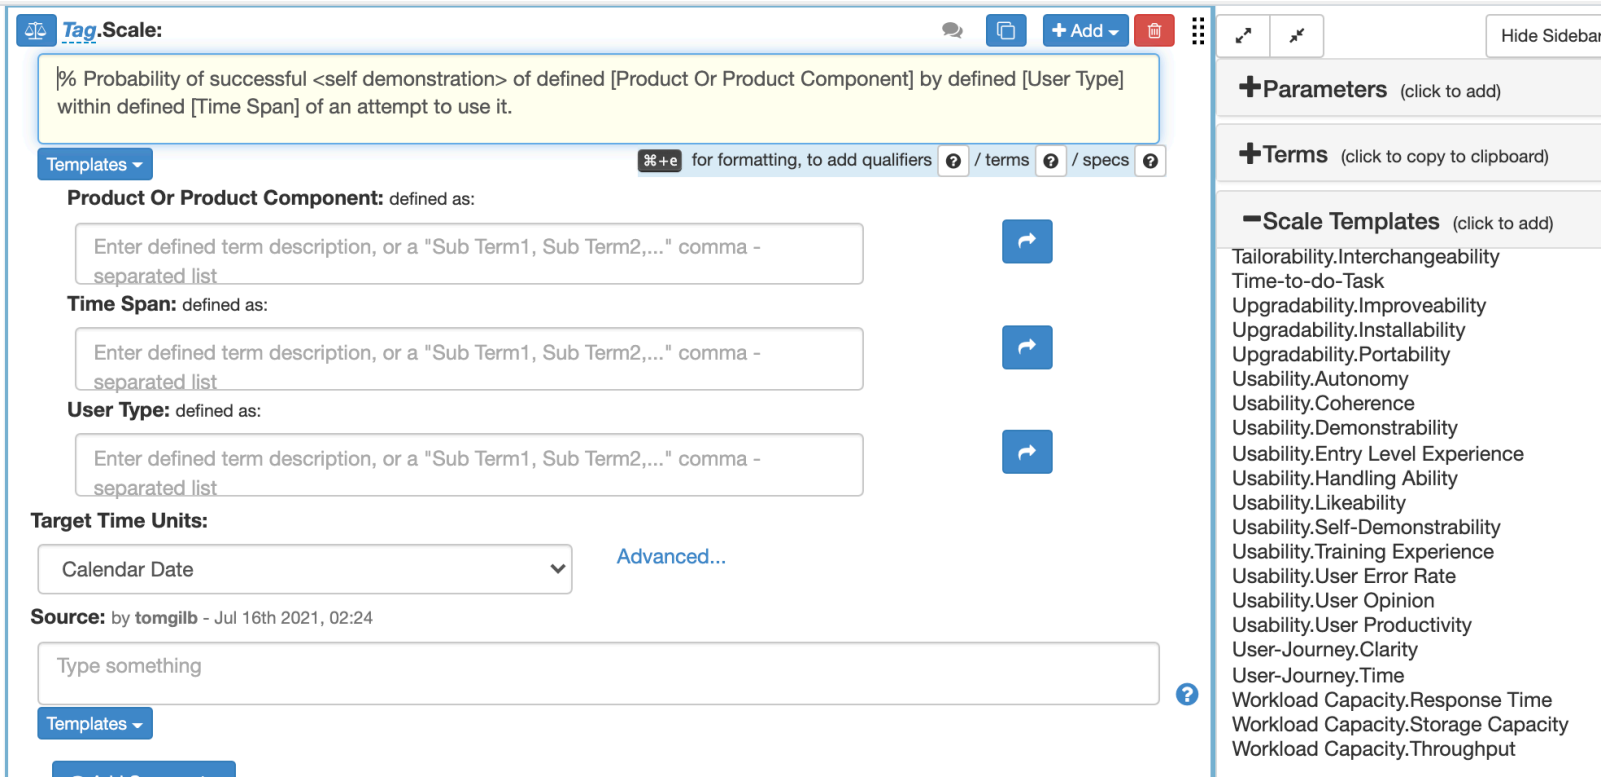 Tag.Scale:
Add
% Probability of successful <self demonstration> of defined [Product Or Product Component] by defined [User Type]
within defined [Time Span] of an attempt to use it.
Templates
⌘+e for formatting, to add qualifiers ? / terms ? / specs ?
Product Or Product Component: defined as:
Enter defined term description, or a "Sub Term1, Sub Term2,..." comma -
separated list
Time Span: defined as:
Enter defined term description, or a "Sub Term1, Sub Term2,..." comma -
separated list
User Type: defined as:
Enter defined term description, or a "Sub Term1, Sub Term2,..." comma -
separated list
Target Time Units:
Calendar Date
Advanced...
Source: by tomgilb - Jul 16th 2021, 02:24
Type something
?
Templates
Hide Sidebar
Parameters (click to add)
Terms (click to copy to clipboard)
Scale Templates (click to add)
Tailorability.Interchangeability
Time-to-do-Task
Upgradability.Improveability
Upgradability.Installability
Upgradability.Portability
Usability.Autonomy
Usability.Coherence
Usability.Demonstrability
Usability.Entry Level Experience
Usability.Handling Ability
Usability.Likeability
Usability.Self-Demonstrability
Usability.Training Experience
Usability.User Error Rate
Usability.User Opinion
Usability.User Productivity
User-Journey.Clarity
User-Journey.Time
Workload Capacity.Response Time
Workload Capacity.Storage Capacity
Workload Capacity.Throughput